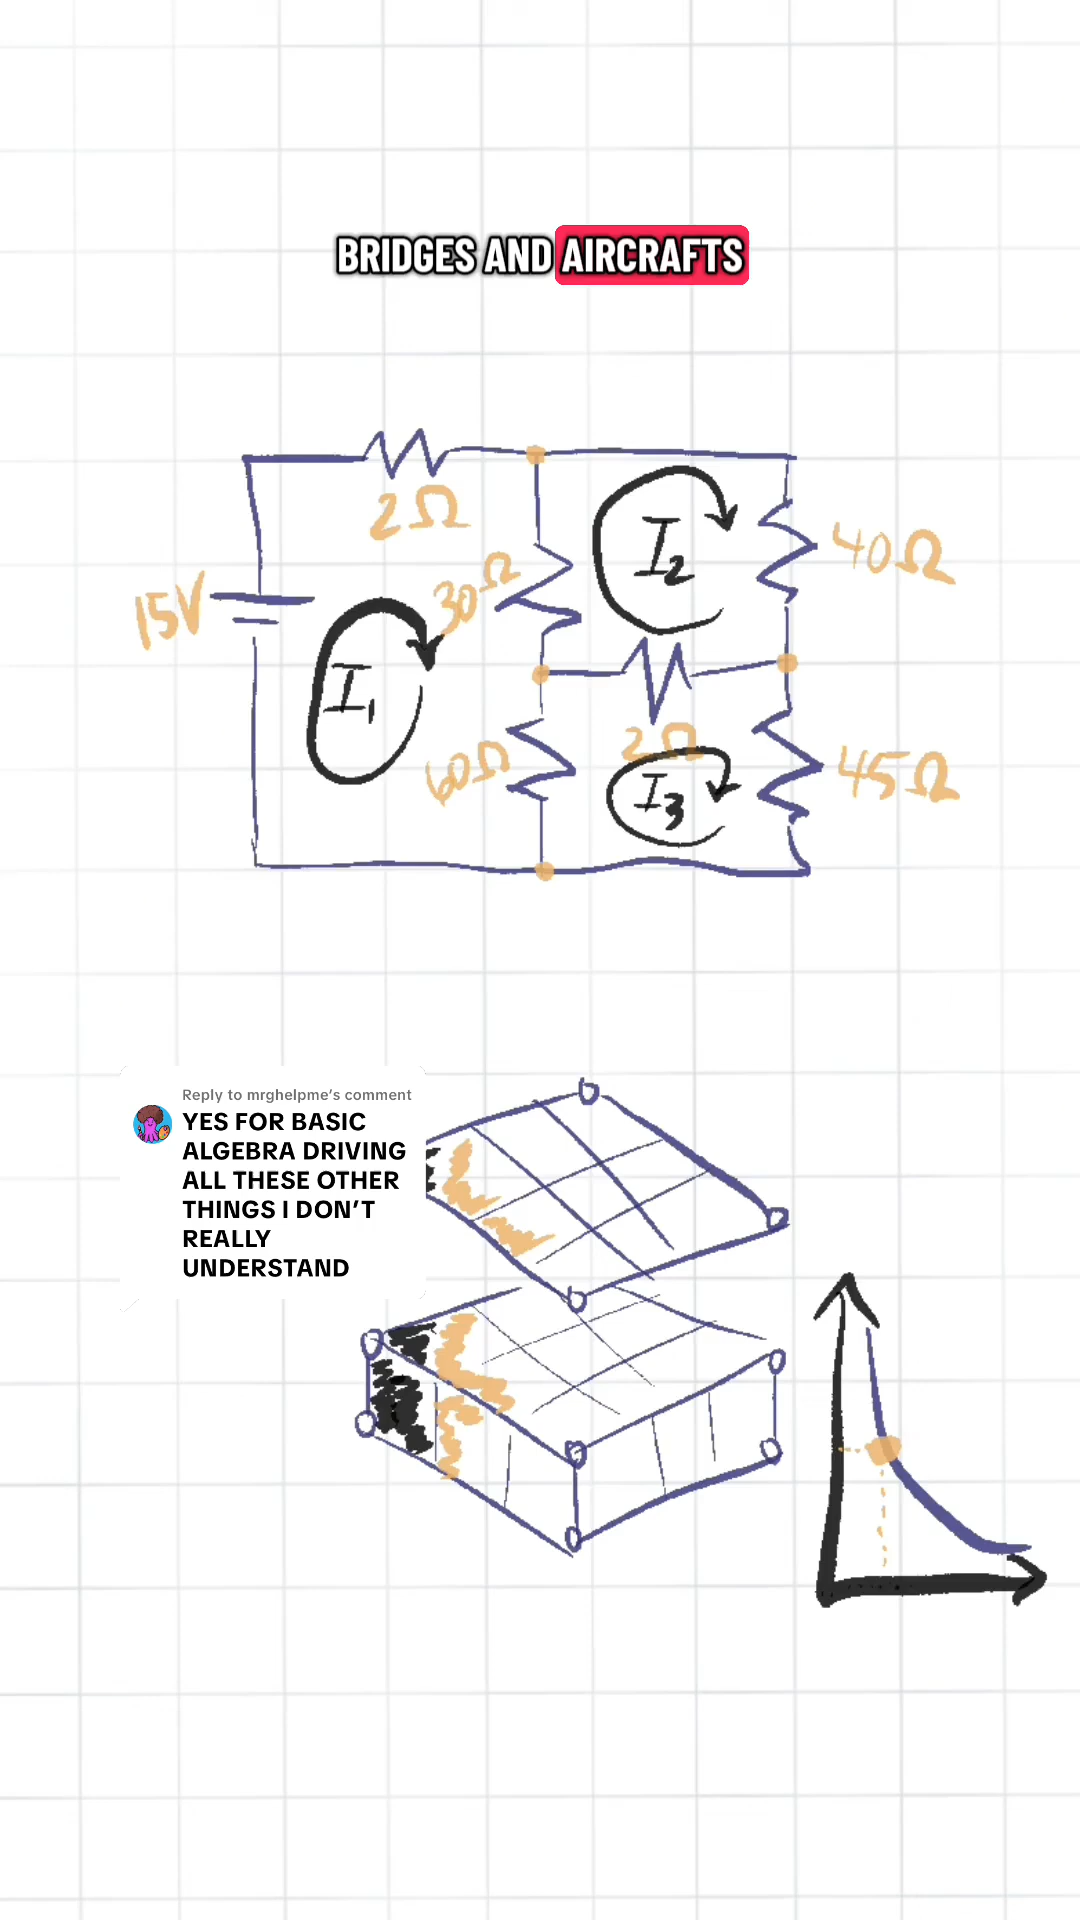 BRIDGES AND AIRCRAFTS
2Ω
I₂
40Ω
30Ω
15V
I₁
2Ω
60Ω
I₃
45Ω
Reply to mrghelpme's comment
YES FOR BASIC
ALGEBRA DRIVING
ALL THESE OTHER
THINGS I DON'T
REALLY
UNDERSTAND